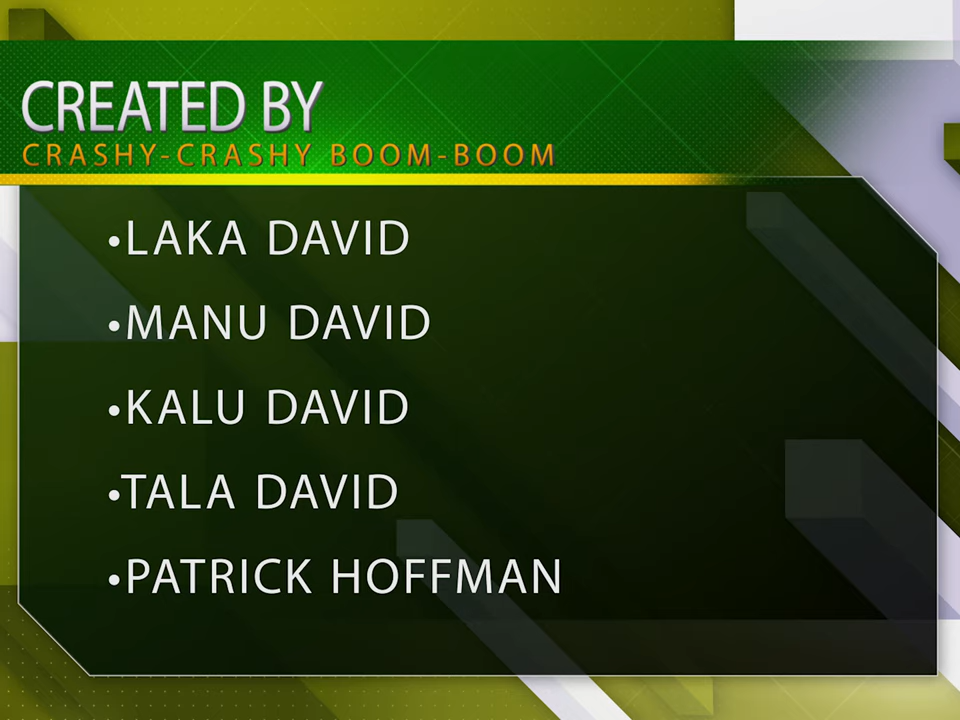 CREATED BY
CRASHY-CRASHY BOOM-BOOM
•LAKA DAVID
•MANU DAVID
•KALU DAVID
•TALA DAVID
•PATRICK HOFFMAN